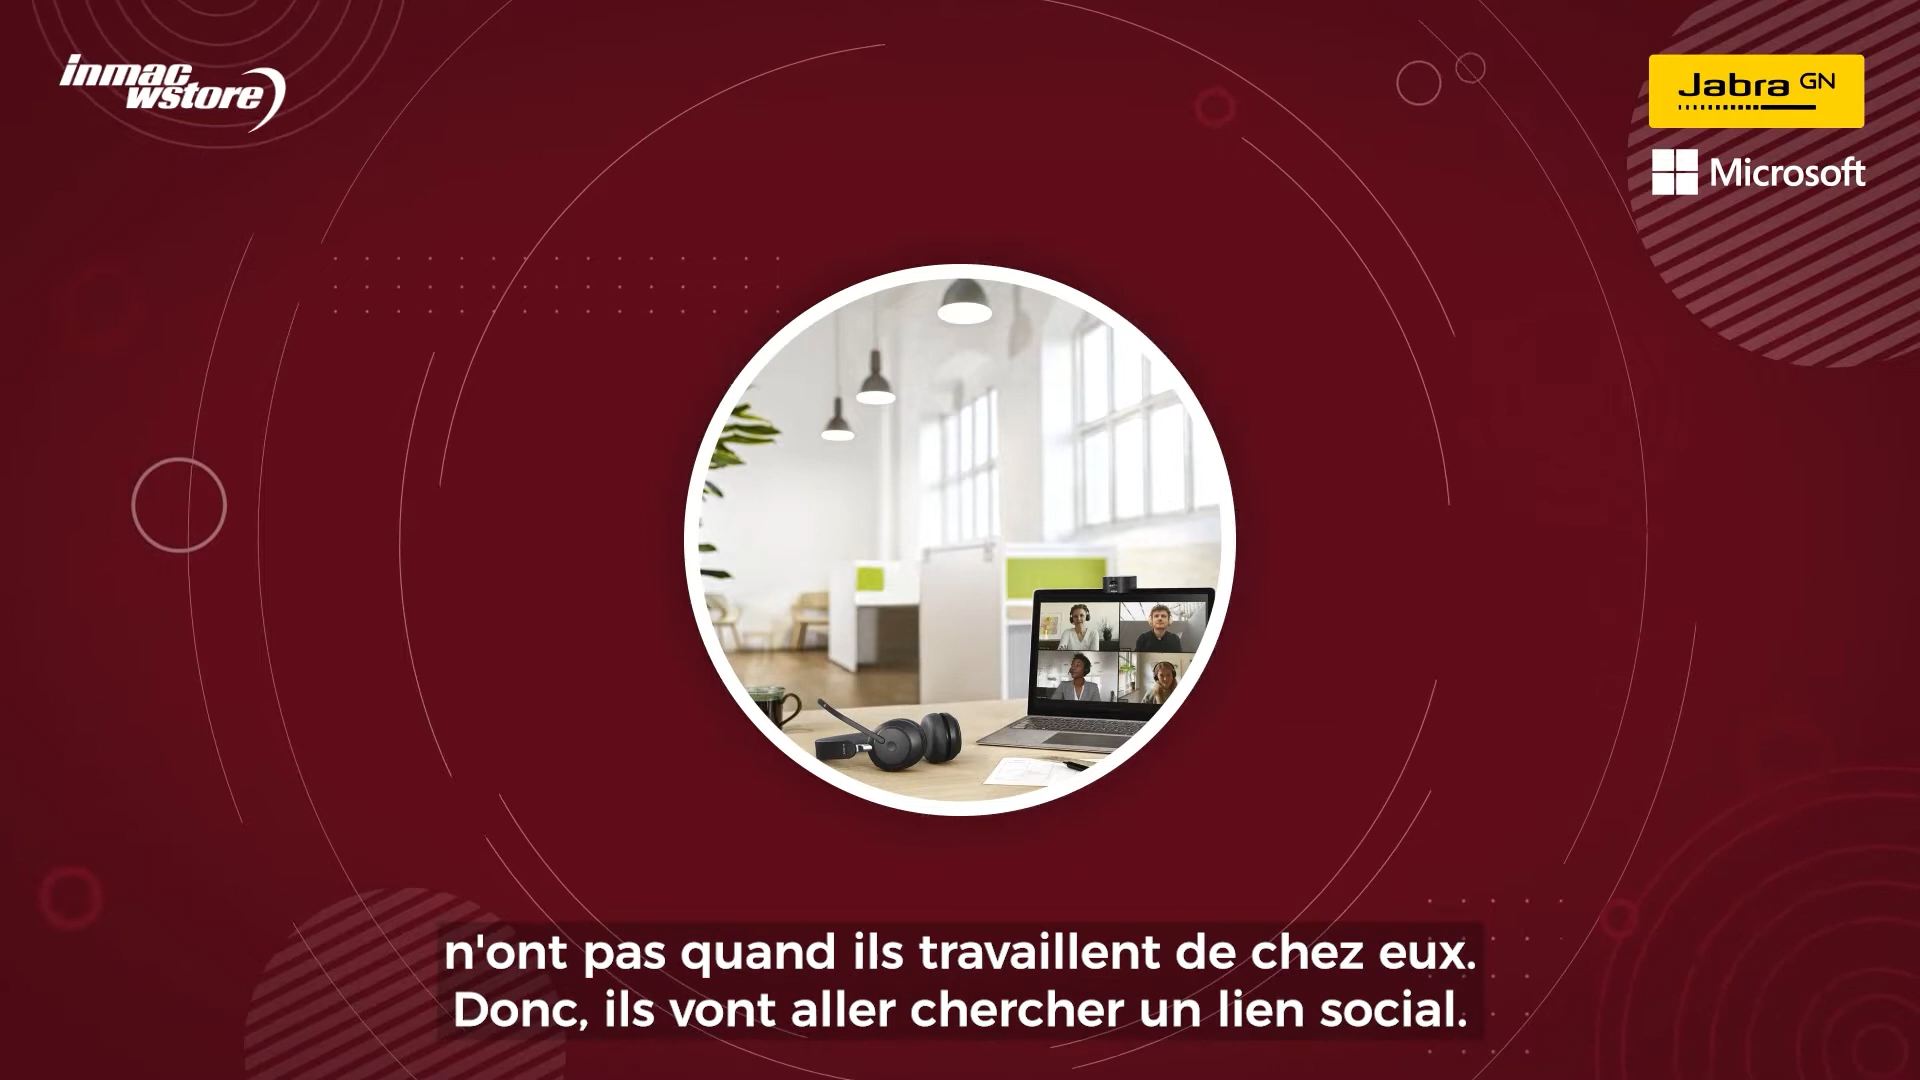 inmac
wstore
Jabra GN
Microsoft
n'ont pas quand ils travaillent de chez eux.
Donc, ils vont aller chercher un lien social.